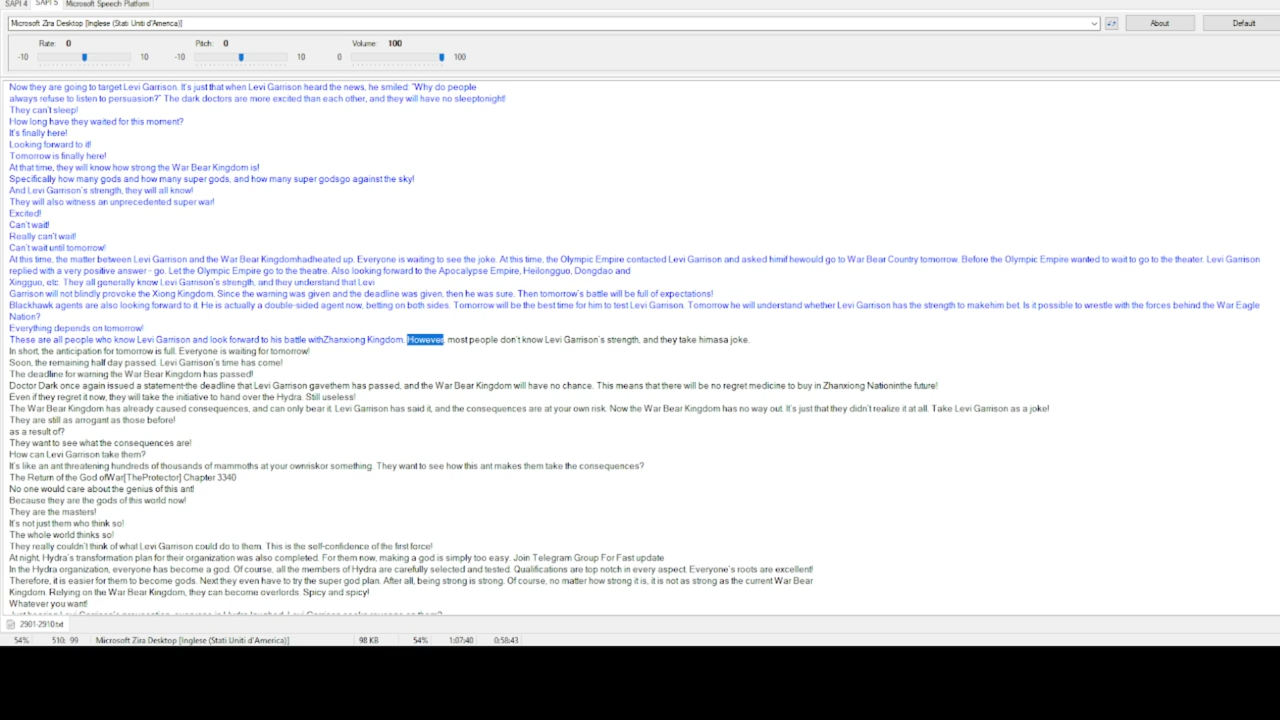 SAPI 4 SAPI 5 Microsoft Speech Platform
Microsoft Zira Desktop [Inglese (Stati Uniti d'America)] About Default
Rate: 0 Pitch: 0 Volume: 100
-10 10 -10 10 0 100
Now they are going to target Levi Garrison. It's just that when Levi Garrison heard the news, he smiled: "Why do people
always refuse to listen to persuasion?" The dark doctors are more excited than each other, and they will have no sleeptonight!
They can't sleep!
How long have they waited for this moment?
It's finally here!
Looking forward to it!
Tomorrow is finally here!
At that time, they will know how strong the War Bear Kingdom is!
Specifically how many gods and how many super gods, and how many super godsgo against the sky!
And Levi Garrison's strength, they will all know!
They will also witness an unprecedented super war!
Excited!
Can't wait!
Really can't wait!
Can't wait until tomorrow!
At this time, the matter between Levi Garrison and the War Bear Kingdomhadheated up. Everyone is waiting to see the joke. At this time, the Olympic Empire contacted Levi Garrison and asked himif hewould go to War Bear Country tomorrow. Before the Olympic Empire wanted to wait to go to the theater. Levi Garrison
replied with a very positive answer - go. Let the Olympic Empire go to the theatre. Also looking forward to the Apocalypse Empire, Heilongguo, Dongdao and
Xingguo, etc. They all generally know Levi Garrison's strength, and they understand that Levi
Garrison will not blindly provoke the Xiong Kingdom. Since the warning was given and the deadline was given, then he was sure. Then tomorrow's battle will be full of expectations!
Blackhawk agents are also looking forward to it. He is actually a double-sided agent now, betting on both sides. Tomorrow will be the best time for him to test Levi Garrison. Tomorrow he will understand whether Levi Garrison has the strength to makehim bet. Is it possible to wrestle with the forces behind the War Eagle
Nation?
Everything depends on tomorrow!
These are all people who know Levi Garrison and look forward to his battle withZhanxiong Kingdom. However, most people don't know Levi Garrison's strength, and they take himasa joke.
In short, the anticipation for tomorrow is full. Everyone is waiting for tomorrow!
Soon, the remaining half day passed. Levi Garrison's time has come!
The deadline for warning the War Bear Kingdom has passed!
Doctor Dark once again issued a statement-the deadline that Levi Garrison gavethem has passed, and the War Bear Kingdom will have no chance. This means that there will be no regret medicine to buy in Zhanxiong Nationinthe future!
Even if they regret it now, they will take the initiative to hand over the Hydra. Still useless!
The War Bear Kingdom has already caused consequences, and can only bear it. Levi Garrison has said it, and the consequences are at your own risk. Now the War Bear Kingdom has no way out. It's just that they didn't realize it at all. Take Levi Garrison as a joke!
They are still as arrogant as those before!
as a result of?
They want to see what the consequences are!
How can Levi Garrison take them?
It's like an ant threatening hundreds of thousands of mammoths at your ownriskor something. They want to see how this ant makes them take the consequences?
The Return of the God ofWar[TheProtector] Chapter 3340
No one would care about the genius of this ant!
Because they are the gods of this world now!
They are the masters!
It's not just them who think so!
The whole world thinks so!
They really couldn't think of what Levi Garrison could do to them. This is the self-confidence of the first force!
At night, Hydra's transformation plan for their organization was also completed. For them now, making a god is simply too easy. Join Telegram Group For Fast update
In the Hydra organization, everyone has become a god. Of course, all the members of Hydra are carefully selected and tested. Qualifications are top notch in every aspect. Everyone's roots are excellent!
Therefore, it is easier for them to become gods. Next they even have to try the super god plan. After all, being strong is strong. Of course, no matter how strong it is, it is not as strong as the current War Bear
Kingdom. Relying on the War Bear Kingdom, they can become overlords. Spicy and spicy!
Whatever you want!
2901-2910.txt
54% 510: 99 Microsoft Zira Desktop [Inglese (Stati Uniti d'America)] 98 KB 54% 1:07:40 0:58:43